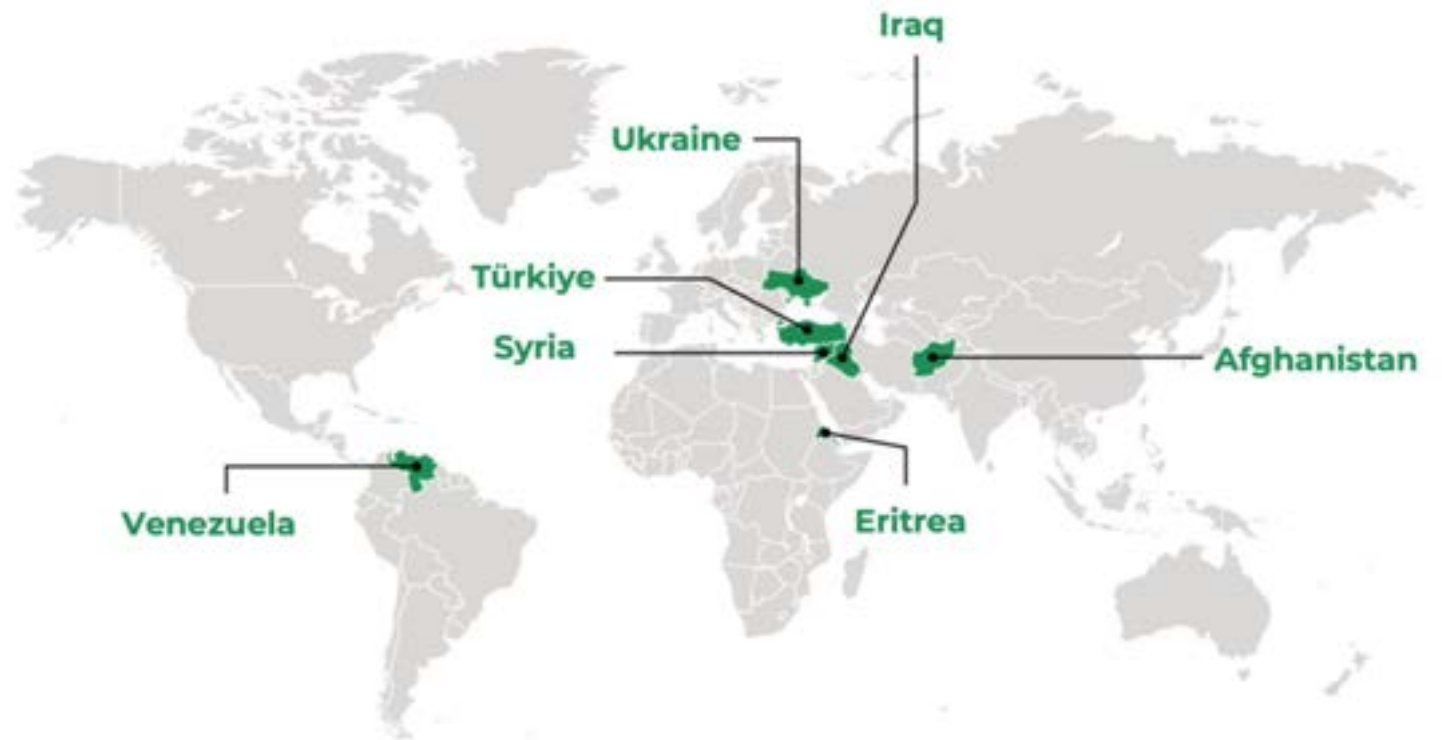 Iraq
Ukraine
Türkiye
Syria
Afghanistan
Venezuela
Eritrea